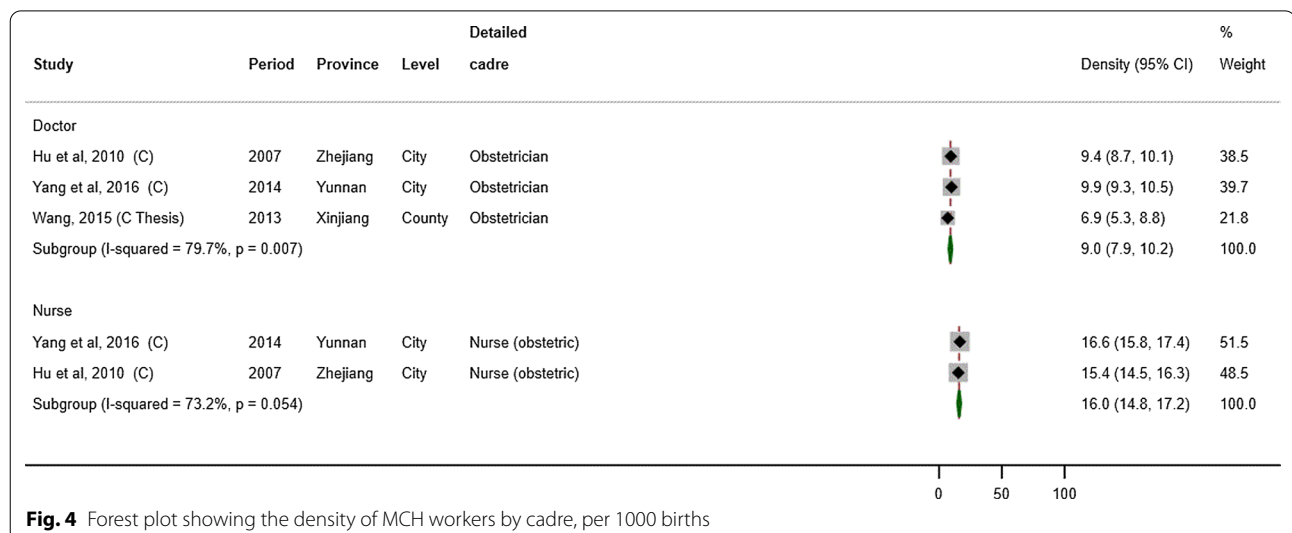 Detailed %
Study Period Province Level cadre Density (95% CI) Weight
Doctor
Hu et al, 2010 (C) 2007 Zhejiang City Obstetrician 9.4 (8.7, 10.1) 38.5
Yang et al, 2016 (C) 2014 Yunnan City Obstetrician 9.9 (9.3, 10.5) 39.7
Wang, 2015 (C Thesis) 2013 Xinjiang County Obstetrician 6.9 (5.3, 8.8) 21.8
Subgroup (I-squared = 79.7%, p = 0.007) 9.0 (7.9, 10.2) 100.0
Nurse
Yang et al, 2016 (C) 2014 Yunnan City Nurse (obstetric) 16.6 (15.8, 17.4) 51.5
Hu et al, 2010 (C) 2007 Zhejiang City Nurse (obstetric) 15.4 (14.5, 16.3) 48.5
Subgroup (I-squared = 73.2%, p = 0.054) 16.0 (14.8, 17.2) 100.0
0 50 100
Fig. 4 Forest plot showing the density of MCH workers by cadre, per 1000 births